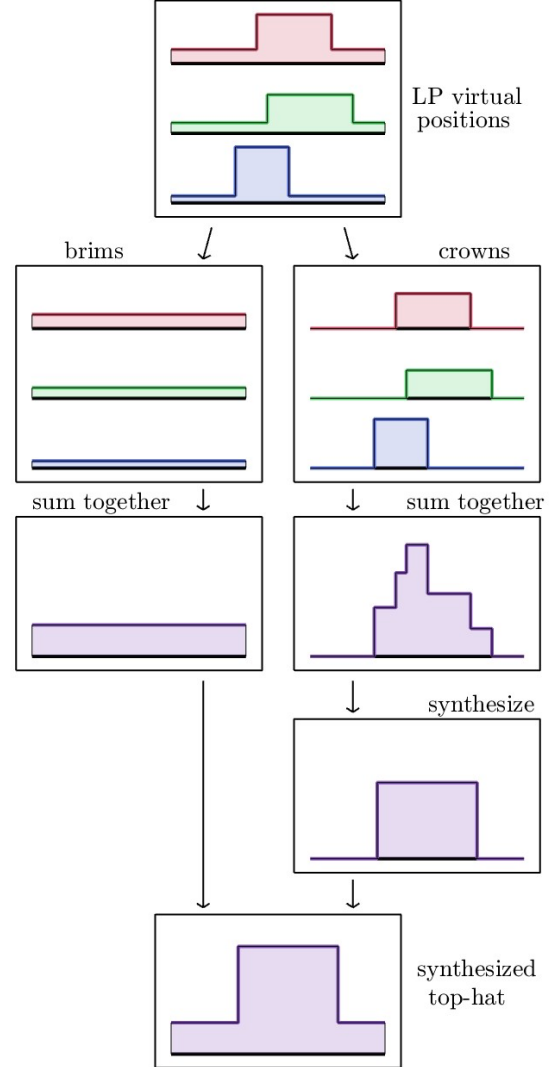 LP virtual
positions
brims
crowns
sum together
sum together
synthesize
synthesized
top-hat